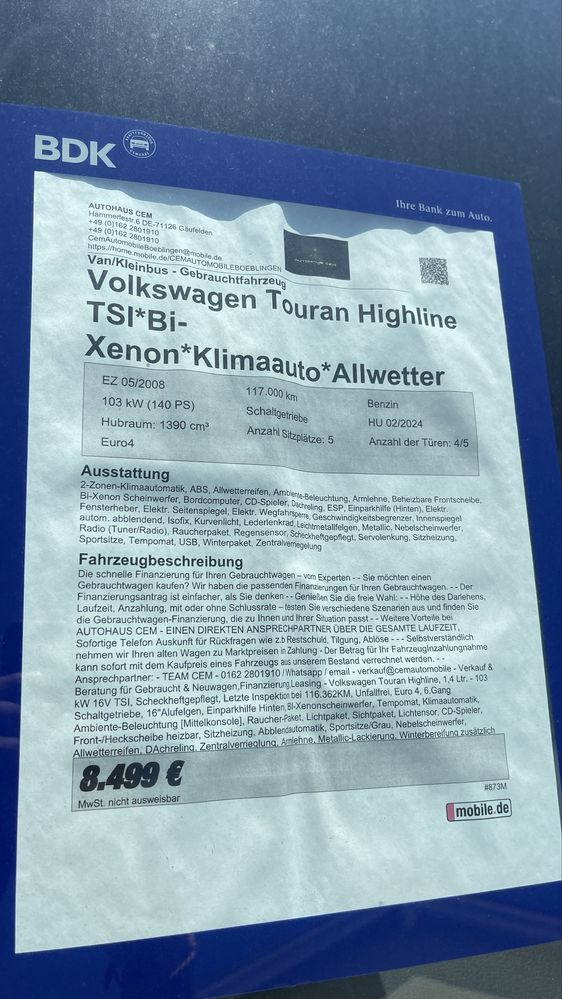 BDK
Ihre Bank zum Auto.
AUTOHAUS CEM
Hämmerlestr.6 DE-71126 Gäufelden
+49 (0)162 2801910
+49 (0)162 2801910
CemAutomobileBoeblingen@mobile.de
https://home.mobile.de/CEMAUTOMOBILEBOEBLINGEN
Van/Kleinbus - Gebrauchtfahrzeug
Volkswagen Touran Highline
TSI*Bi-
Xenon*Klimaauto*Allwetter
EZ 05/2008 117.000 km Benzin
103 kW (140 PS) Schaltgetriebe HU 02/2024
Hubraum: 1390 cm³ Anzahl Sitzplätze: 5 Anzahl der Türen: 4/5
Euro4
Ausstattung
2-Zonen-Klimaautomatik, ABS, Allwetterreifen, Ambiente-Beleuchtung, Armlehne, Beheizbare Frontscheibe,
Bi-Xenon Scheinwerfer, Bordcomputer, CD-Spieler, Dachreling, ESP, Einparkhilfe (Hinten), Elektr.
Fensterheber, Elektr. Seitenspiegel, Elektr. Wegfahrsperre, Geschwindigkeitsbegrenzer, Innenspiegel
autom. abblendend, Isofix, Kurvenlicht, Lederlenkrad, Leichtmetallfelgen, Metallic, Nebelscheinwerfer,
Radio (Tuner/Radio), Raucherpaket, Regensensor, Scheckheftgepflegt, Servolenkung, Sitzheizung,
Sportsitze, Tempomat, USB, Winterpaket, Zentralverriegelung
Fahrzeugbeschreibung
Die schnelle Finanzierung für Ihren Gebrauchtwagen – vom Experten - - Sie möchten einen
Gebrauchtwagen kaufen? Wir haben die passenden Finanzierungen für Ihren Gebrauchtwagen. - - Der
Finanzierungsantrag ist einfacher, als Sie denken - - Genießen Sie die freie Wahl: - - Höhe des Darlehens,
Laufzeit, Anzahlung, mit oder ohne Schlussrate – testen Sie verschiedene Szenarien aus und finden Sie
die Gebrauchtwagen-Finanzierung, die zu Ihnen und Ihrer Situation passt - - Weitere Vorteile bei
AUTOHAUS CEM - EINEN DIREKTEN ANSPRECHPARTNER ÜBER DIE GESAMTE LAUFZEIT,
Sofortige Telefon Auskunft für Rückfragen wie z.b Restschuld, Tilgung, Ablöse - - - Selbstverständlich
nehmen wir Ihren alten Wagen zu Marktpreisen in Zahlung - Der Betrag für Ihr FahrzeugInzahlungnahme
kann sofort mit dem Kaufpreis eines Fahrzeugs aus unserem Bestand verrechnet werden. - -
Ansprechpartner: - TEAM CEM - 0162 2801910 / Whatsapp / email - verkauf@cemautomobile - Verkauf &
Beratung für Gebraucht & Neuwagen,Finanzierung,Leasing - Volkswagen Touran Highline, 1,4 Ltr. - 103
kW 16V TSI, Scheckheftgepflegt, Letzte Inspektion bei 116.362KM, Unfallfrei, Euro 4, 6.Gang
Schaltgetriebe, 16"Alufelgen, Einparkhilfe Hinten, Bi-Xenonscheinwerfer, Tempomat, Klimaautomatik,
Ambiente-Beleuchtung [Mittelkonsole], Raucher-Paket, Lichtpaket, Sichtpaket, Lichtensor, CD-Spieler,
Front-/Heckscheibe heizbar, Sitzheizung, Abblendautomatik, Sportsitze/Grau, Nebelscheinwerfer,
Allwetterreifen, DAchreling, Zentralverrieglung, Armlehne, Metallic-Lackierung, Winterbereifung zusätzlich
8.499 €
MwSt. nicht ausweisbar
#873M
mobile.de